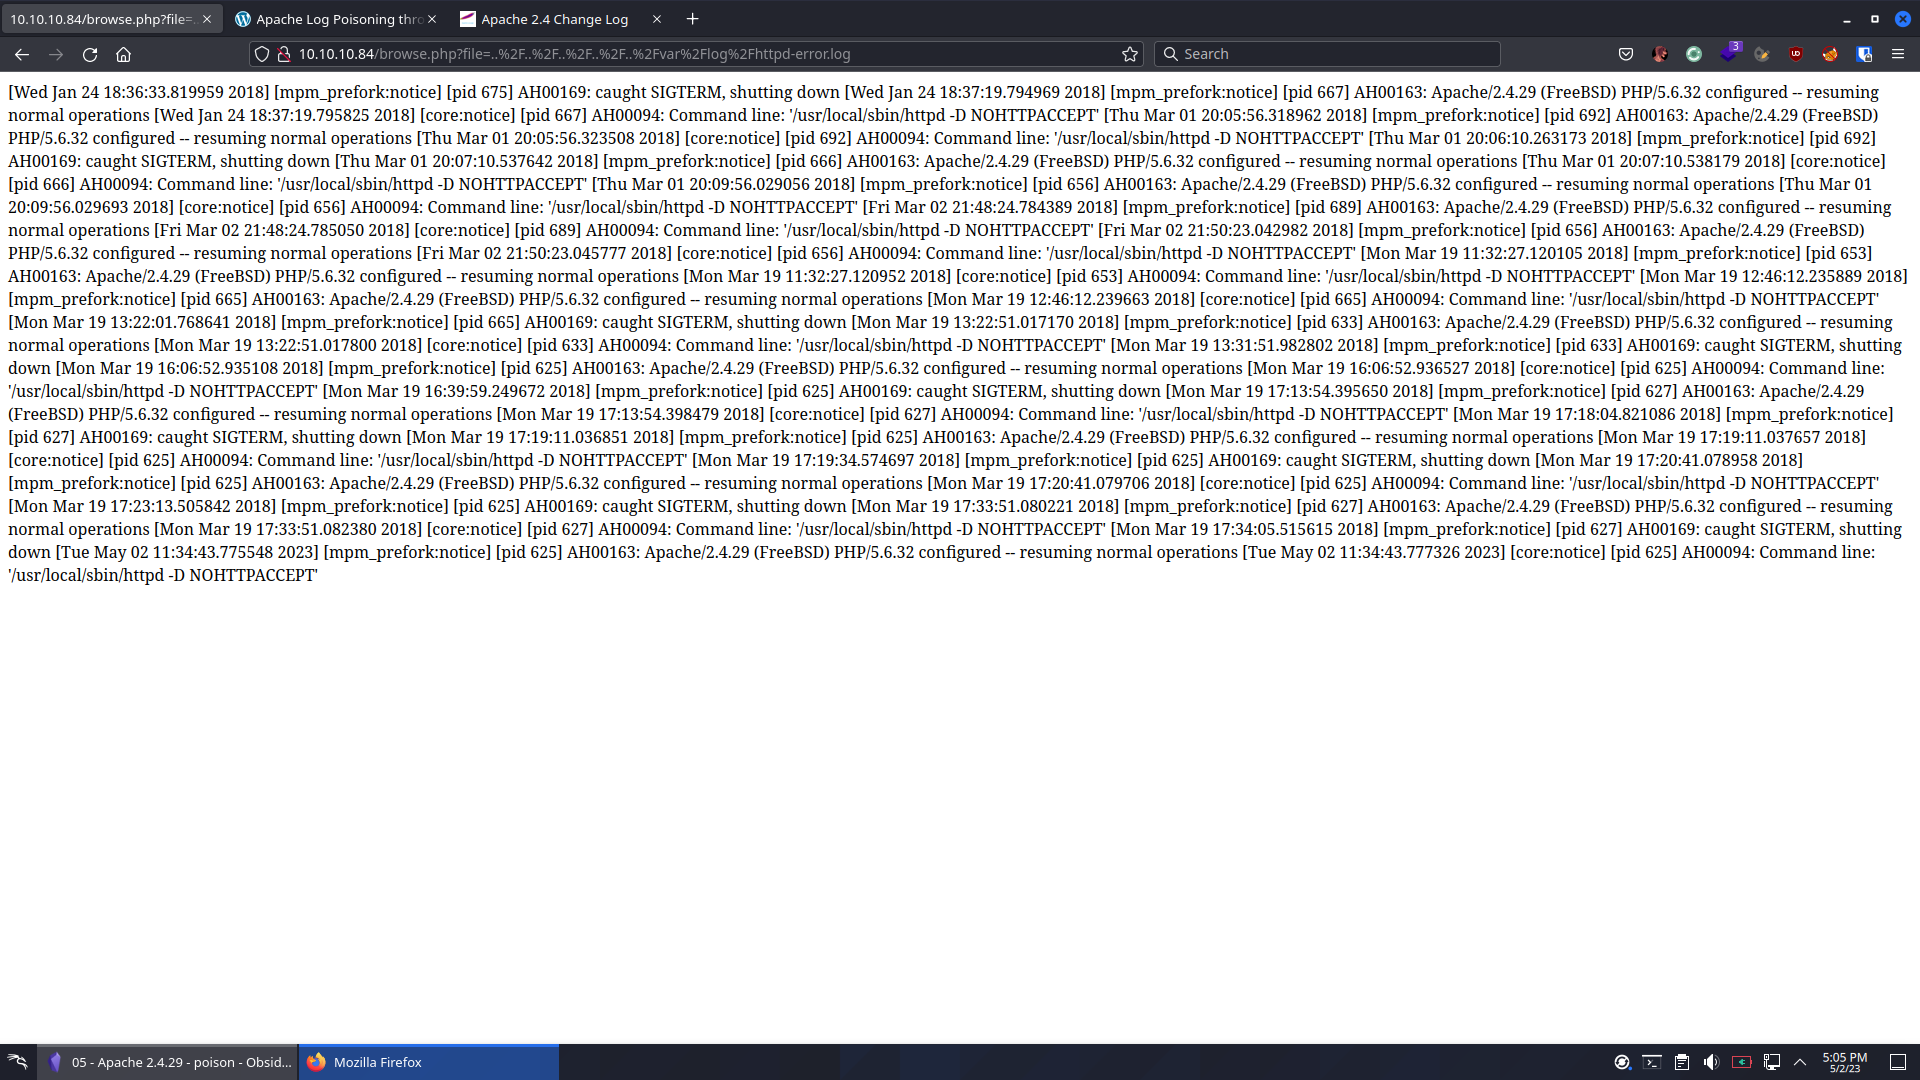 10.10.10.84/browse.php?file=..
Apache Log Poisoning thro
Apache 2.4 Change Log
10.10.10.84/browse.php?file=..%2F..%2F..%2F..%2F..%2Fvar%2Flog%2Fhttpd-error.log
Search
3
[Wed Jan 24 18:36:33.819959 2018] [mpm_prefork:notice] [pid 675] AH00169: caught SIGTERM, shutting down [Wed Jan 24 18:37:19.794969 2018] [mpm_prefork:notice] [pid 667] AH00163: Apache/2.4.29 (FreeBSD) PHP/5.6.32 configured -- resuming
normal operations [Wed Jan 24 18:37:19.795825 2018] [core:notice] [pid 667] AH00094: Command line: '/usr/local/sbin/httpd -D NOHTTPACCEPT' [Thu Mar 01 20:05:56.318962 2018] [mpm_prefork:notice] [pid 692] AH00163: Apache/2.4.29 (FreeBSD)
PHP/5.6.32 configured -- resuming normal operations [Thu Mar 01 20:05:56.323508 2018] [core:notice] [pid 692] AH00094: Command line: '/usr/local/sbin/httpd -D NOHTTPACCEPT' [Thu Mar 01 20:06:10.263173 2018] [mpm_prefork:notice] [pid 692]
AH00169: caught SIGTERM, shutting down [Thu Mar 01 20:07:10.537642 2018] [mpm_prefork:notice] [pid 666] AH00163: Apache/2.4.29 (FreeBSD) PHP/5.6.32 configured -- resuming normal operations [Thu Mar 01 20:07:10.538179 2018] [core:notice]
[pid 666] AH00094: Command line: '/usr/local/sbin/httpd -D NOHTTPACCEPT' [Thu Mar 01 20:09:56.029056 2018] [mpm_prefork:notice] [pid 656] AH00163: Apache/2.4.29 (FreeBSD) PHP/5.6.32 configured -- resuming normal operations [Thu Mar 01
20:09:56.029693 2018] [core:notice] [pid 656] AH00094: Command line: '/usr/local/sbin/httpd -D NOHTTPACCEPT' [Fri Mar 02 21:48:24.784389 2018] [mpm_prefork:notice] [pid 689] AH00163: Apache/2.4.29 (FreeBSD) PHP/5.6.32 configured -- resuming
normal operations [Fri Mar 02 21:48:24.785050 2018] [core:notice] [pid 689] AH00094: Command line: '/usr/local/sbin/httpd -D NOHTTPACCEPT' [Fri Mar 02 21:50:23.042982 2018] [mpm_prefork:notice] [pid 656] AH00163: Apache/2.4.29 (FreeBSD)
PHP/5.6.32 configured -- resuming normal operations [Fri Mar 02 21:50:23.045777 2018] [core:notice] [pid 656] AH00094: Command line: '/usr/local/sbin/httpd -D NOHTTPACCEPT' [Mon Mar 19 11:32:27.120105 2018] [mpm_prefork:notice] [pid 653]
AH00163: Apache/2.4.29 (FreeBSD) PHP/5.6.32 configured -- resuming normal operations [Mon Mar 19 11:32:27.120952 2018] [core:notice] [pid 653] AH00094: Command line: '/usr/local/sbin/httpd -D NOHTTPACCEPT' [Mon Mar 19 12:46:12.235889 2018]
[mpm_prefork:notice] [pid 665] AH00163: Apache/2.4.29 (FreeBSD) PHP/5.6.32 configured -- resuming normal operations [Mon Mar 19 12:46:12.239663 2018] [core:notice] [pid 665] AH00094: Command line: '/usr/local/sbin/httpd -D NOHTTPACCEPT'
[Mon Mar 19 13:22:01.768641 2018] [mpm_prefork:notice] [pid 665] AH00169: caught SIGTERM, shutting down [Mon Mar 19 13:22:51.017170 2018] [mpm_prefork:notice] [pid 633] AH00163: Apache/2.4.29 (FreeBSD) PHP/5.6.32 configured -- resuming
normal operations [Mon Mar 19 13:22:51.017800 2018] [core:notice] [pid 633] AH00094: Command line: '/usr/local/sbin/httpd -D NOHTTPACCEPT' [Mon Mar 19 13:31:51.982802 2018] [mpm_prefork:notice] [pid 633] AH00169: caught SIGTERM, shutting
down [Mon Mar 19 16:06:52.935108 2018] [mpm_prefork:notice] [pid 625] AH00163: Apache/2.4.29 (FreeBSD) PHP/5.6.32 configured -- resuming normal operations [Mon Mar 19 16:06:52.936527 2018] [core:notice] [pid 625] AH00094: Command line:
'/usr/local/sbin/httpd -D NOHTTPACCEPT' [Mon Mar 19 16:39:59.249672 2018] [mpm_prefork:notice] [pid 625] AH00169: caught SIGTERM, shutting down [Mon Mar 19 17:13:54.395650 2018] [mpm_prefork:notice] [pid 627] AH00163: Apache/2.4.29
(FreeBSD) PHP/5.6.32 configured -- resuming normal operations [Mon Mar 19 17:13:54.398479 2018] [core:notice] [pid 627] AH00094: Command line: '/usr/local/sbin/httpd -D NOHTTPACCEPT' [Mon Mar 19 17:18:04.821086 2018] [mpm_prefork:notice]
[pid 627] AH00169: caught SIGTERM, shutting down [Mon Mar 19 17:19:11.036851 2018] [mpm_prefork:notice] [pid 625] AH00163: Apache/2.4.29 (FreeBSD) PHP/5.6.32 configured -- resuming normal operations [Mon Mar 19 17:19:11.037657 2018]
[core:notice] [pid 625] AH00094: Command line: '/usr/local/sbin/httpd -D NOHTTPACCEPT' [Mon Mar 19 17:19:34.574697 2018] [mpm_prefork:notice] [pid 625] AH00169: caught SIGTERM, shutting down [Mon Mar 19 17:20:41.078958 2018]
[mpm_prefork:notice] [pid 625] AH00163: Apache/2.4.29 (FreeBSD) PHP/5.6.32 configured -- resuming normal operations [Mon Mar 19 17:20:41.079706 2018] [core:notice] [pid 625] AH00094: Command line: '/usr/local/sbin/httpd -D NOHTTPACCEPT'
[Mon Mar 19 17:23:13.505842 2018] [mpm_prefork:notice] [pid 625] AH00169: caught SIGTERM, shutting down [Mon Mar 19 17:33:51.080221 2018] [mpm_prefork:notice] [pid 627] AH00163: Apache/2.4.29 (FreeBSD) PHP/5.6.32 configured -- resuming
normal operations [Mon Mar 19 17:33:51.082380 2018] [core:notice] [pid 627] AH00094: Command line: '/usr/local/sbin/httpd -D NOHTTPACCEPT' [Mon Mar 19 17:34:05.515615 2018] [mpm_prefork:notice] [pid 627] AH00169: caught SIGTERM, shutting
down [Tue May 02 11:34:43.775548 2023] [mpm_prefork:notice] [pid 625] AH00163: Apache/2.4.29 (FreeBSD) PHP/5.6.32 configured -- resuming normal operations [Tue May 02 11:34:43.777326 2023] [core:notice] [pid 625] AH00094: Command line:
'/usr/local/sbin/httpd -D NOHTTPACCEPT'
05 - Apache 2.4.29 - poison - Obsid...
Mozilla Firefox
5:05 PM
5/2/23